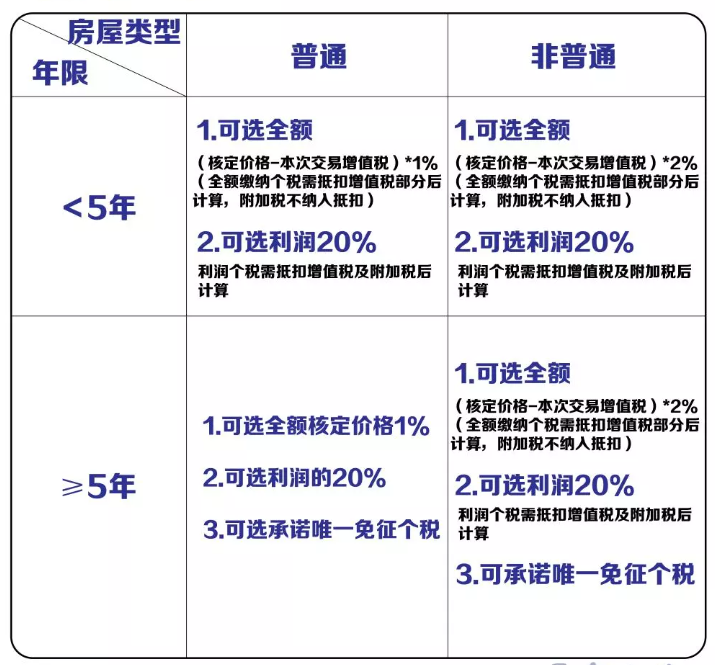 房屋类型
年限
普通
非普通
<5年
1.可选全额
（核定价格-本次交易增值税）*1%
（全额缴纳个税需抵扣增值税部分后
计算，附加税不纳入抵扣）
2.可选利润20%
利润个税需抵扣增值税及附加税后
计算
1.可选全额
（核定价格-本次交易增值税）*2%
（全额缴纳个税需抵扣增值税部分后
计算，附加税不纳入抵扣）
2.可选利润20%
利润个税需抵扣增值税及附加税后
计算
≥5年
1.可选全额核定价格1%
2.可选利润的20%
3.可选承诺唯一免征个税
1.可选全额
（核定价格-本次交易增值税）*2%
（全额缴纳个税需抵扣增值税部分后
计算，附加税不纳入抵扣）
2.可选利润20%
利润个税需抵扣增值税及附加税后
计算
3.可承诺唯一免征个税